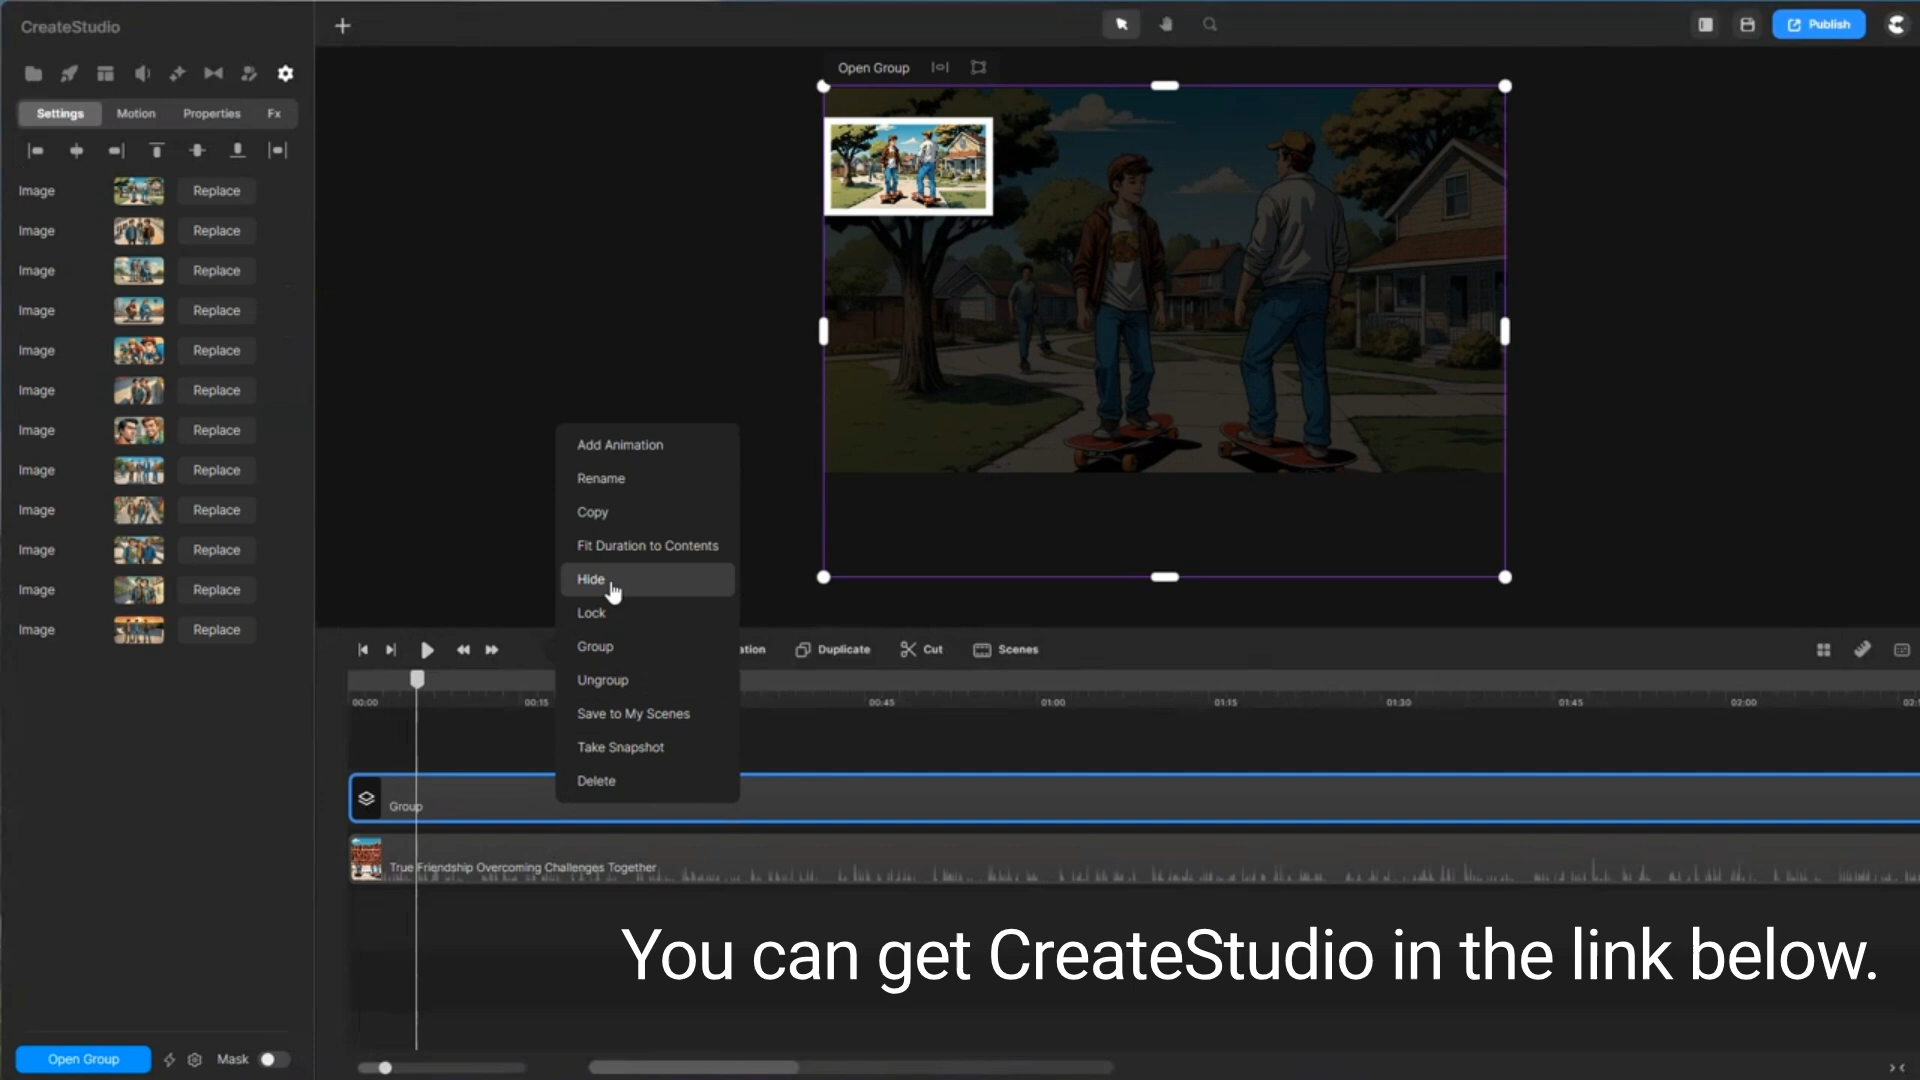 CreateStudio
Publish
Settings
Motion
Properties
Fx
Open Group
Image
Replace
Image
Replace
Image
Replace
Image
Replace
Image
Replace
Image
Replace
Image
Replace
Image
Replace
Image
Replace
Image
Replace
Image
Replace
Image
Replace
Add Animation
Rename
Copy
Fit Duration to Contents
Hide
Lock
Group
Ungroup
Save to My Scenes
Take Snapshot
Delete
ation
Duplicate
Cut
Scenes
00:00
00:15
00:45
01:00
01:15
01:30
01:45
02:00
Group
True Friendship Overcoming Challenges Together
You can get CreateStudio in the link below.
Open Group
Mask